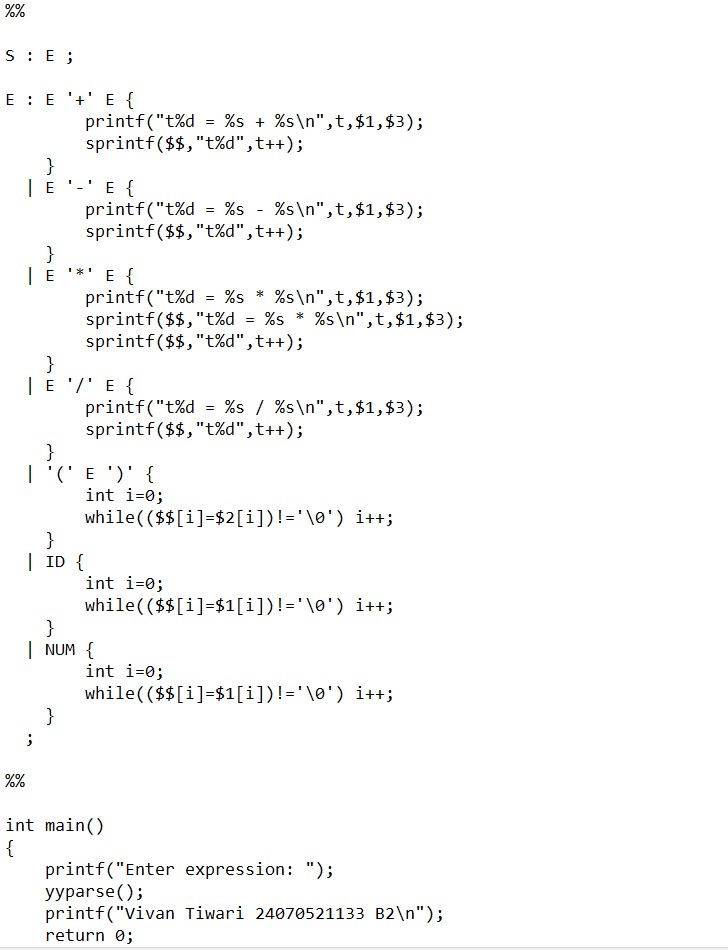 %%

S : E ;

E : E '+' E {
        printf("t%d = %s + %s\n",t,$1,$3);
        sprintf($$,"t%d",t++);
    }
  | E '-' E {
        printf("t%d = %s - %s\n",t,$1,$3);
        sprintf($$,"t%d",t++);
    }
  | E '*' E {
        printf("t%d = %s * %s\n",t,$1,$3);
        sprintf($$,"t%d = %s * %s\n",t,$1,$3);
        sprintf($$,"t%d",t++);
    }
  | E '/' E {
        printf("t%d = %s / %s\n",t,$1,$3);
        sprintf($$,"t%d",t++);
    }
  | '(' E ')' {
        int i=0;
        while(($$[i]=$2[i])!='\0') i++;
    }
  | ID {
        int i=0;
        while(($$[i]=$1[i])!='\0') i++;
    }
  | NUM {
        int i=0;
        while(($$[i]=$1[i])!='\0') i++;
    }
  ;

%%

int main()
{
    printf("Enter expression: ");
    yyparse();
    printf("Vivan Tiwari 24070521133 B2\n");
    return 0;